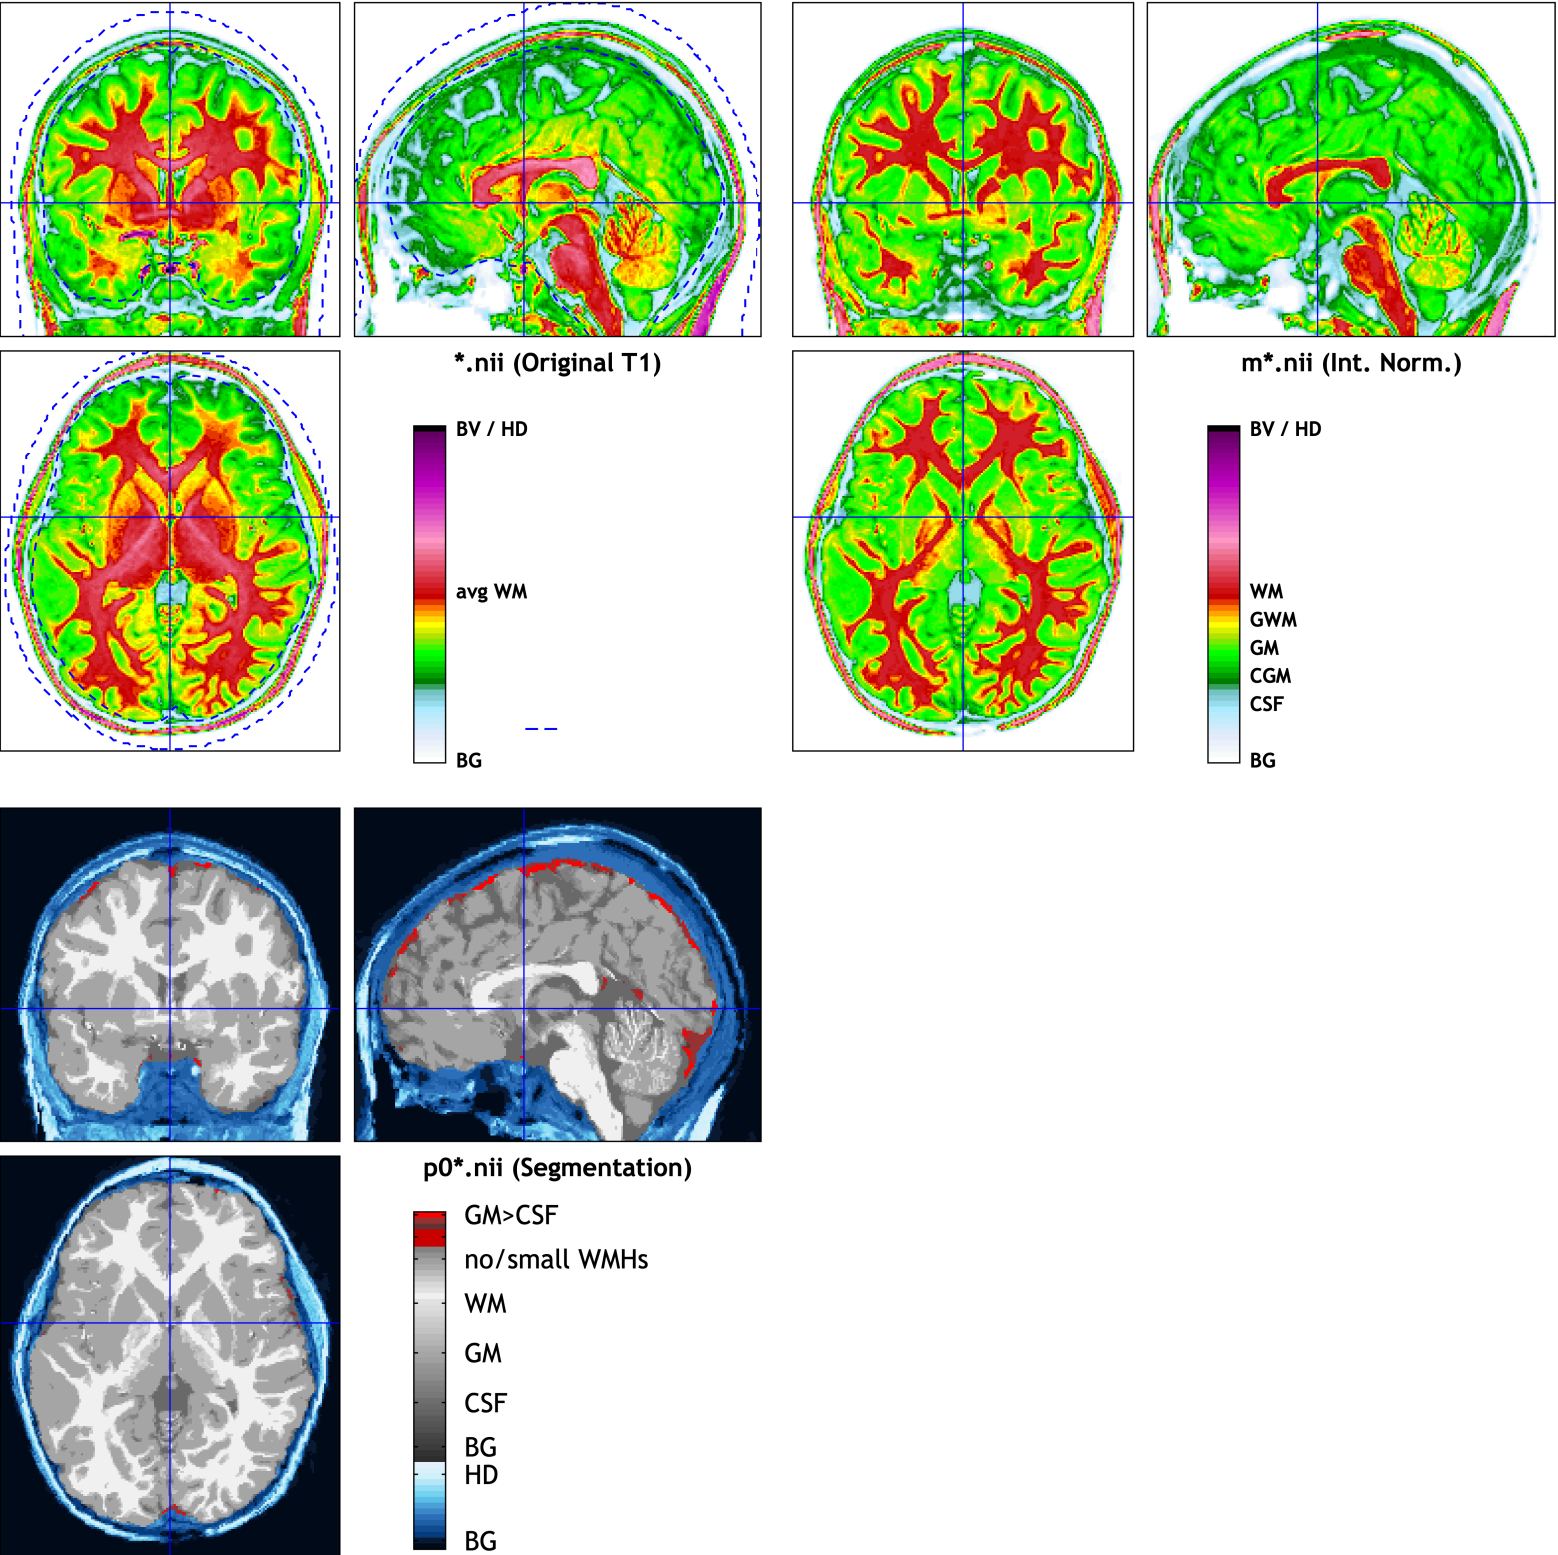 *.nii (Original T1)
BV / HD
avg WM
BG
m*.nii (Int. Norm.)
BV / HD
WM
GWM
GM
CGM
CSF
BG
p0*.nii (Segmentation)
GM>CSF
no/small WMHs
WM
GM
CSF
BG
HD
BG